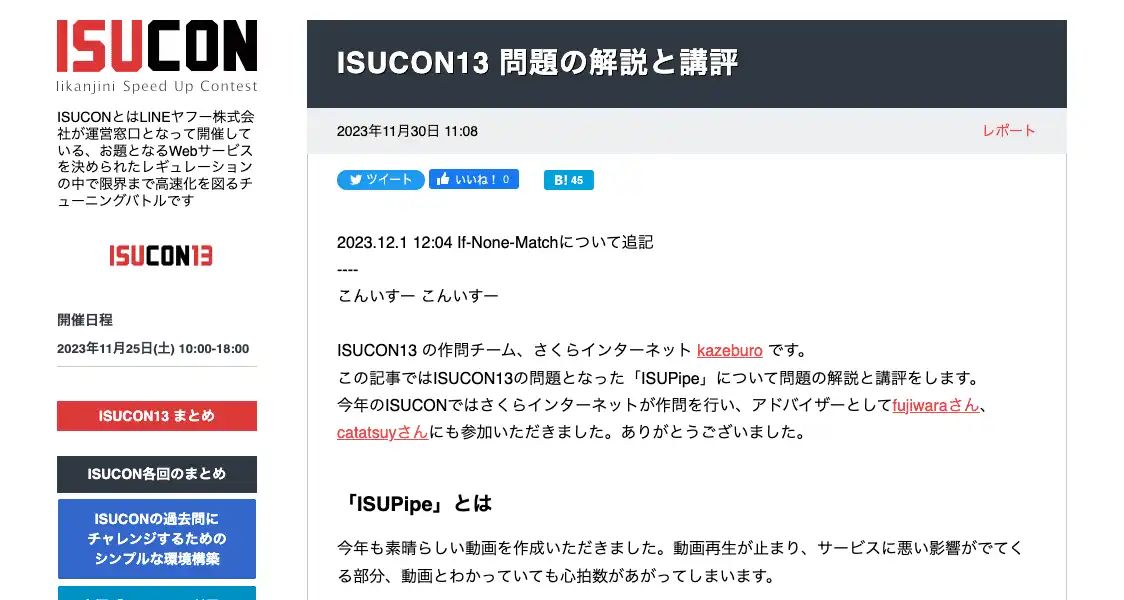 ISUCON
Iikanjini Speed Up Contest
ISUCONとはLINEヤフー株式会
社が運営窓口となって開催して
いる、お題となるWebサービス
を決められたレギュレーション
の中で限界まで高速化を図るチ
ューニングバトルです
ISUCON13
開催日程
2023年11月25日(土) 10:00-18:00
ISUCON13 まとめ
ISUCON各回のまとめ
ISUCONの過去問に
チャレンジするための
シンプルな環境構築
ISUCON13 問題の解説と講評
2023年11月30日 11:08
レポート
ツイート
いいね！ 0
B! 45
2023.12.1 12:04 If-None-Matchについて追記
----
こんいすー こんいすー
ISUCON13 の作問チーム、さくらインターネット kazeburo です。
この記事ではISUCON13の問題となった「ISUPipe」について問題の解説と講評をします。
今年のISUCONではさくらインターネットが作問を行い、アドバイザーとしてfujiwaraさん、
catatsuyさんにも参加いただきました。ありがとうございました。
「ISUPipe」とは
今年も素晴らしい動画を作成いただきました。動画再生が止まり、サービスに悪い影響がでてく
る部分、動画とわかっていても心拍数があがってしまいます。